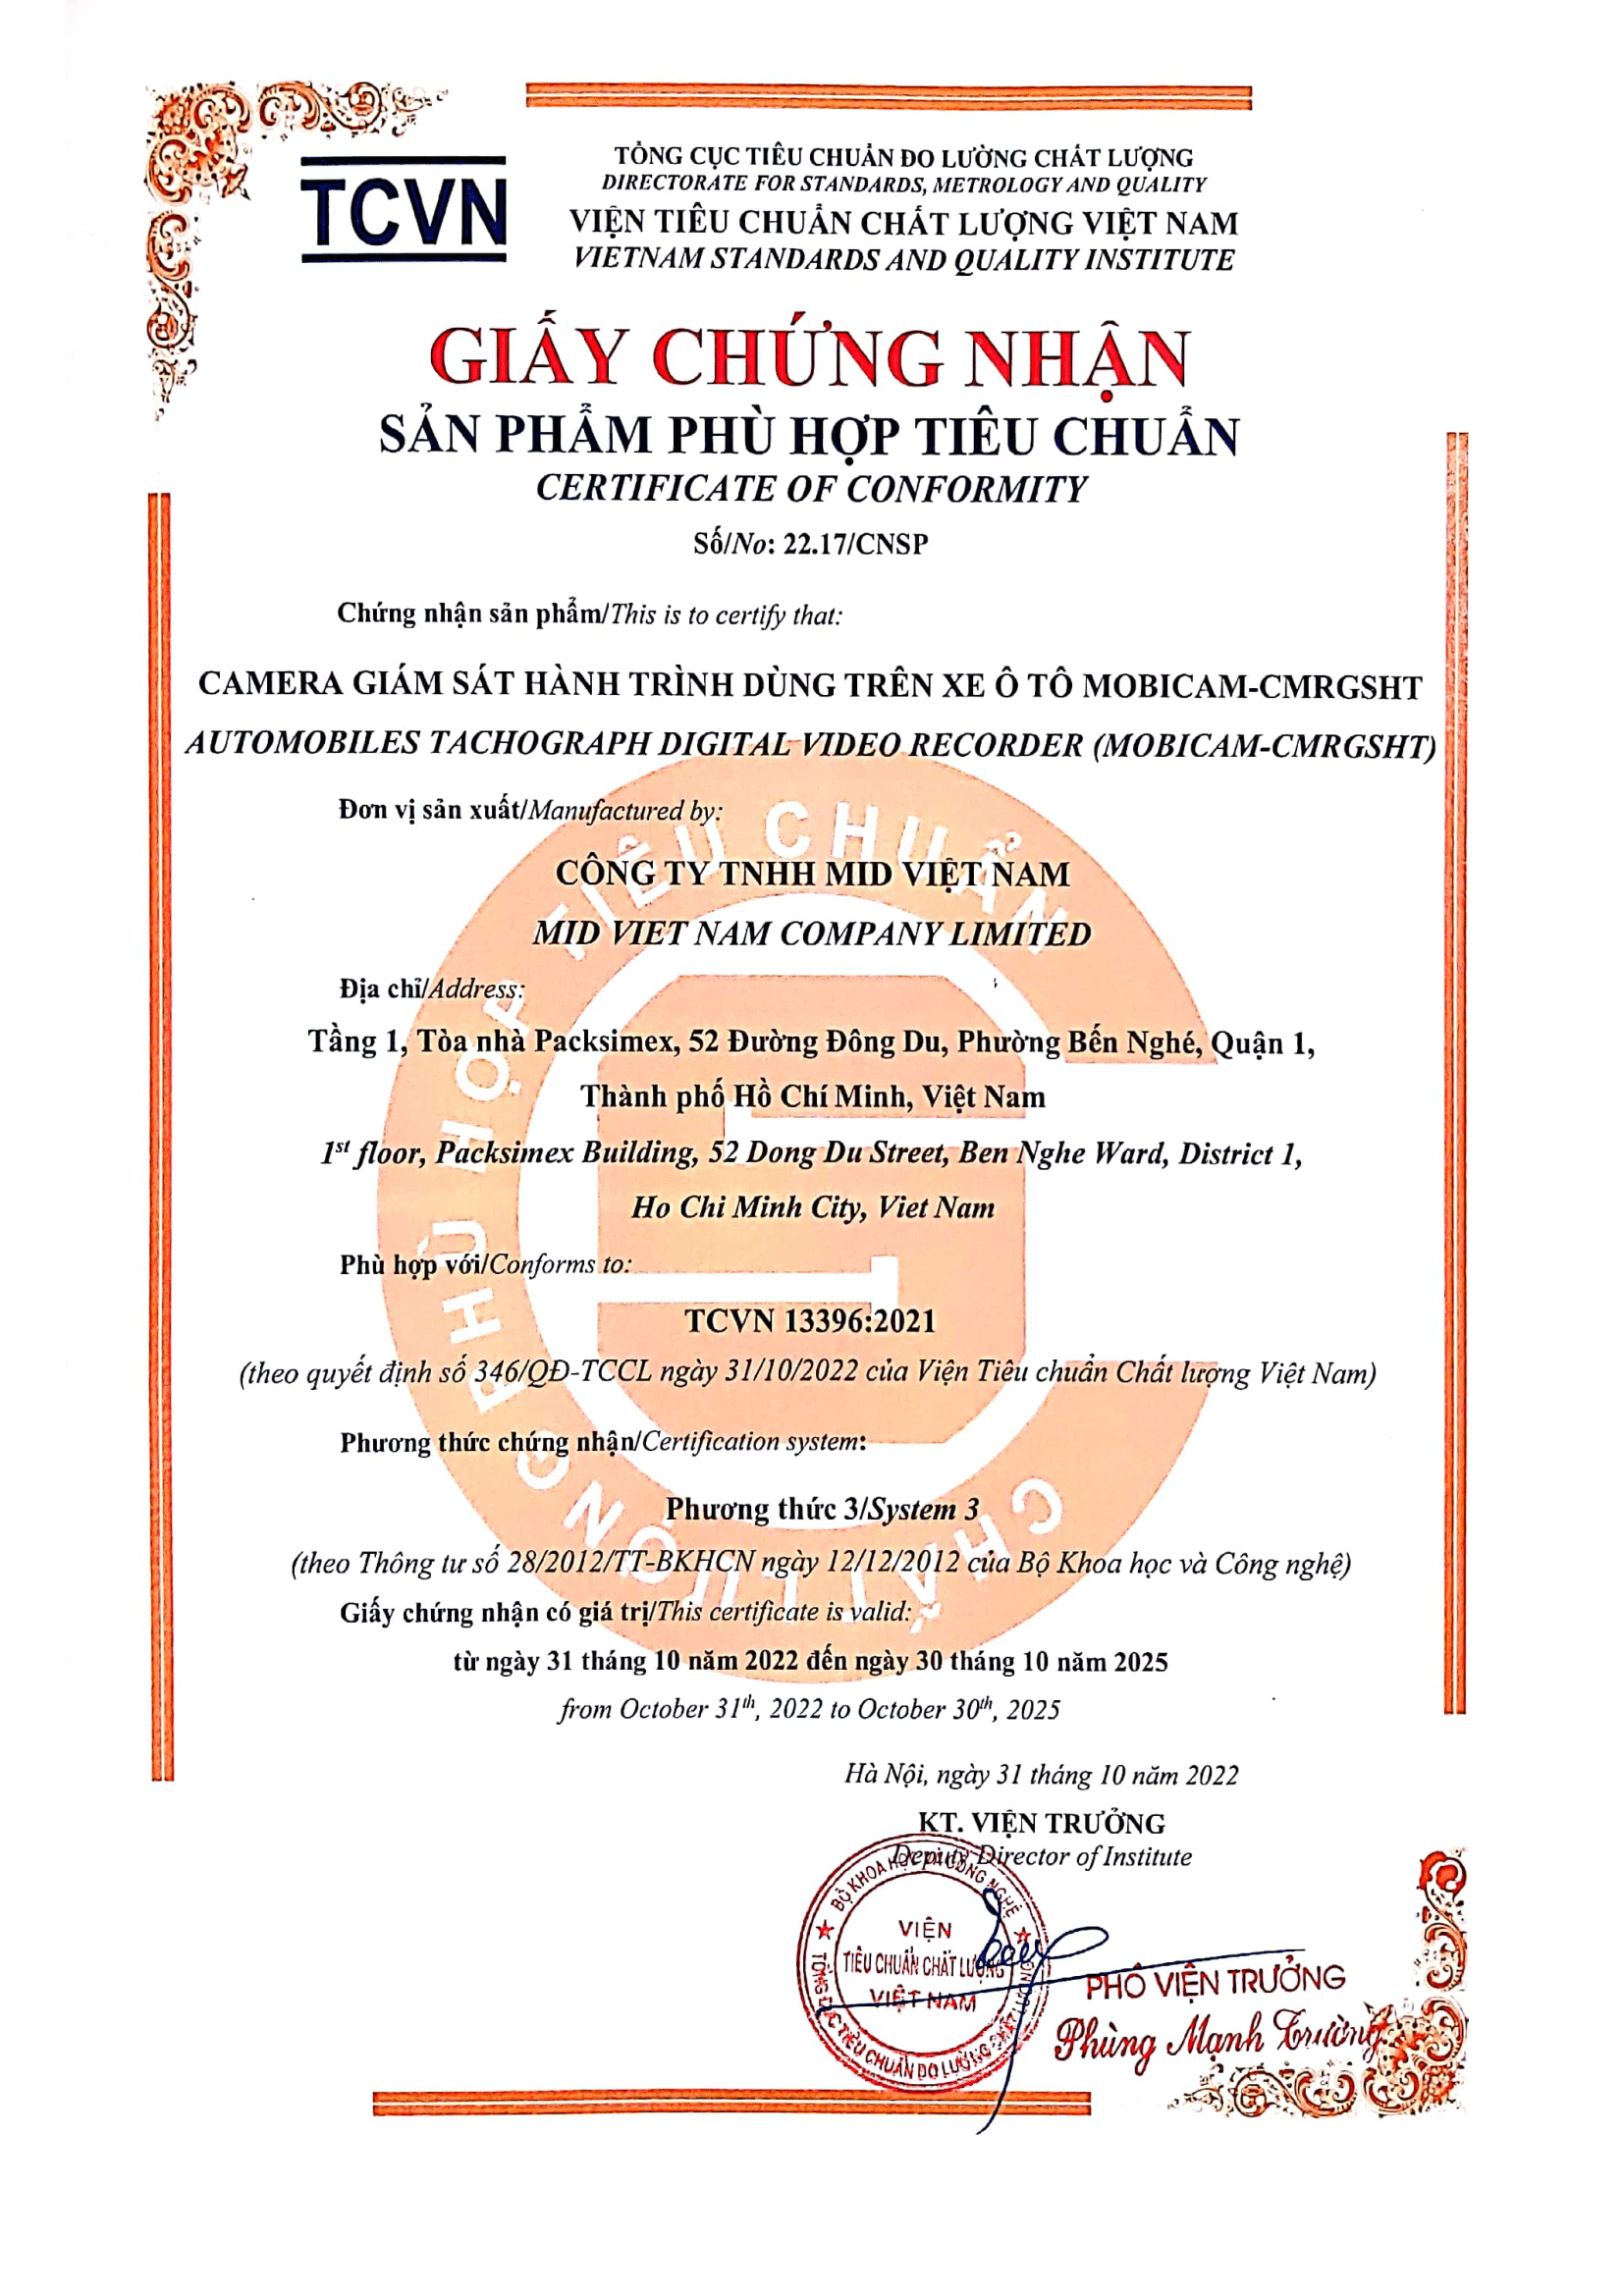 TCVN
TỔNG CỤC TIÊU CHUẨN ĐO LƯỜNG CHẤT LƯỢNG
DIRECTORATE FOR STANDARDS, METROLOGY AND QUALITY
VIỆN TIÊU CHUẨN CHẤT LƯỢNG VIỆT NAM
VIETNAM STANDARDS AND QUALITY INSTITUTE
GIẤY CHỨNG NHẬN
SẢN PHẨM PHÙ HỢP TIÊU CHUẨN
CERTIFICATE OF CONFORMITY
Số/No: 22.17/CNSP
Chứng nhận sản phẩm/This is to certify that:
CAMERA GIÁM SÁT HÀNH TRÌNH DÙNG TRÊN XE Ô TÔ MOBICAM-CMRGSHT
AUTOMOBILES TACHOGRAPH DIGITAL VIDEO RECORDER (MOBICAM-CMRGSHT)
Đơn vị sản xuất/Manufactured by:
CÔNG TY TNHH MID VIỆT NAM
MID VIET NAM COMPANY LIMITED
Địa chỉ/Address:
Tầng 1, Tòa nhà Packsimex, 52 Đường Đông Du, Phường Bến Nghé, Quận 1,
Thành phố Hồ Chí Minh, Việt Nam
1st floor, Packsimex Building, 52 Dong Du Street, Ben Nghe Ward, District 1,
Ho Chi Minh City, Viet Nam
Phù hợp với/Conforms to:
TCVN 13396:2021
(theo quyết định số 346/QĐ-TCCL ngày 31/10/2022 của Viện Tiêu chuẩn Chất lượng Việt Nam)
Phương thức chứng nhận/Certification system:
Phương thức 3/System 3
(theo Thông tư số 28/2012/TT-BKHCN ngày 12/12/2012 của Bộ Khoa học và Công nghệ)
Giấy chứng nhận có giá trị/This certificate is valid:
từ ngày 31 tháng 10 năm 2022 đến ngày 30 tháng 10 năm 2025
from October 31th, 2022 to October 30th, 2025
CHẤT LƯỢNG PHÙ HỢP TIÊU CHUẨN
Hà Nội, ngày 31 tháng 10 năm 2022
KT. VIỆN TRƯỞNG
Deputy Director of Institute
BỘ KHOA HỌC VÀ CÔNG NGHỆ
VIỆN
TIÊU CHUẨN CHẤT LƯỢNG
VIỆT NAM
TỔNG CỤC TIÊU CHUẨN ĐO LƯỜNG CHẤT LƯỢNG
PHÓ VIỆN TRƯỞNG
Phùng Mạnh Trường